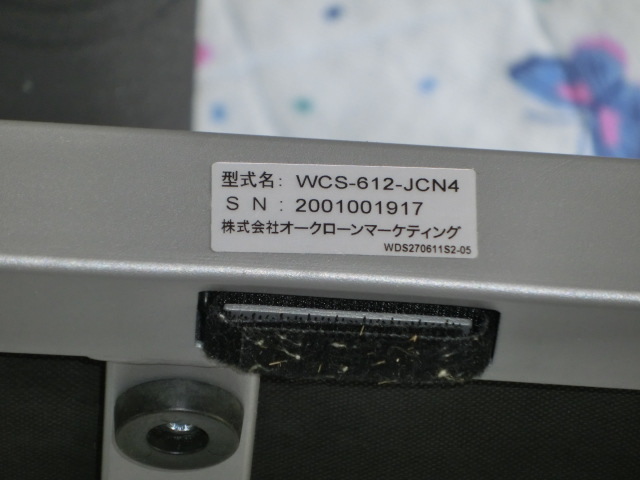 型式名: WCS-612-JCN4
S N : 2001001917
株式会社オークローンマーケティング
WDS270611S2-05